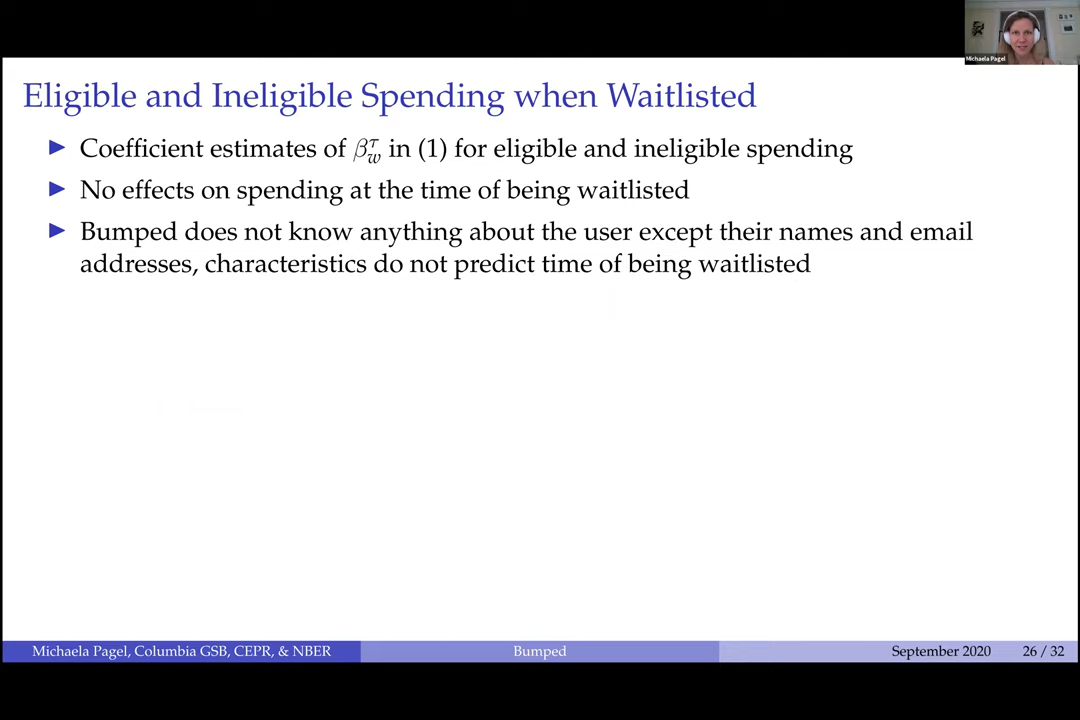 Michaela Pagel
Eligible and Ineligible Spending when Waitlisted
▶ Coefficient estimates of $\beta_w^\tau$ in (1) for eligible and ineligible spending
▶ No effects on spending at the time of being waitlisted
▶ Bumped does not know anything about the user except their names and email
addresses, characteristics do not predict time of being waitlisted
Michaela Pagel, Columbia GSB, CEPR, & NBER
Bumped
September 2020
26 / 32